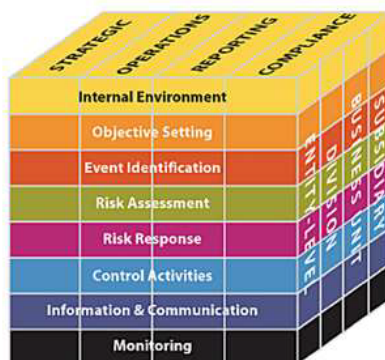 STRATEGIC
OPERATIONS
REPORTING
COMPLIANCE
Internal Environment
Objective Setting
Event Identification
Risk Assessment
Risk Response
Control Activities
Information & Communication
Monitoring
ENTITY-LEVEL
DIVISION
BUSINESS UNIT
SUBSIDIARY